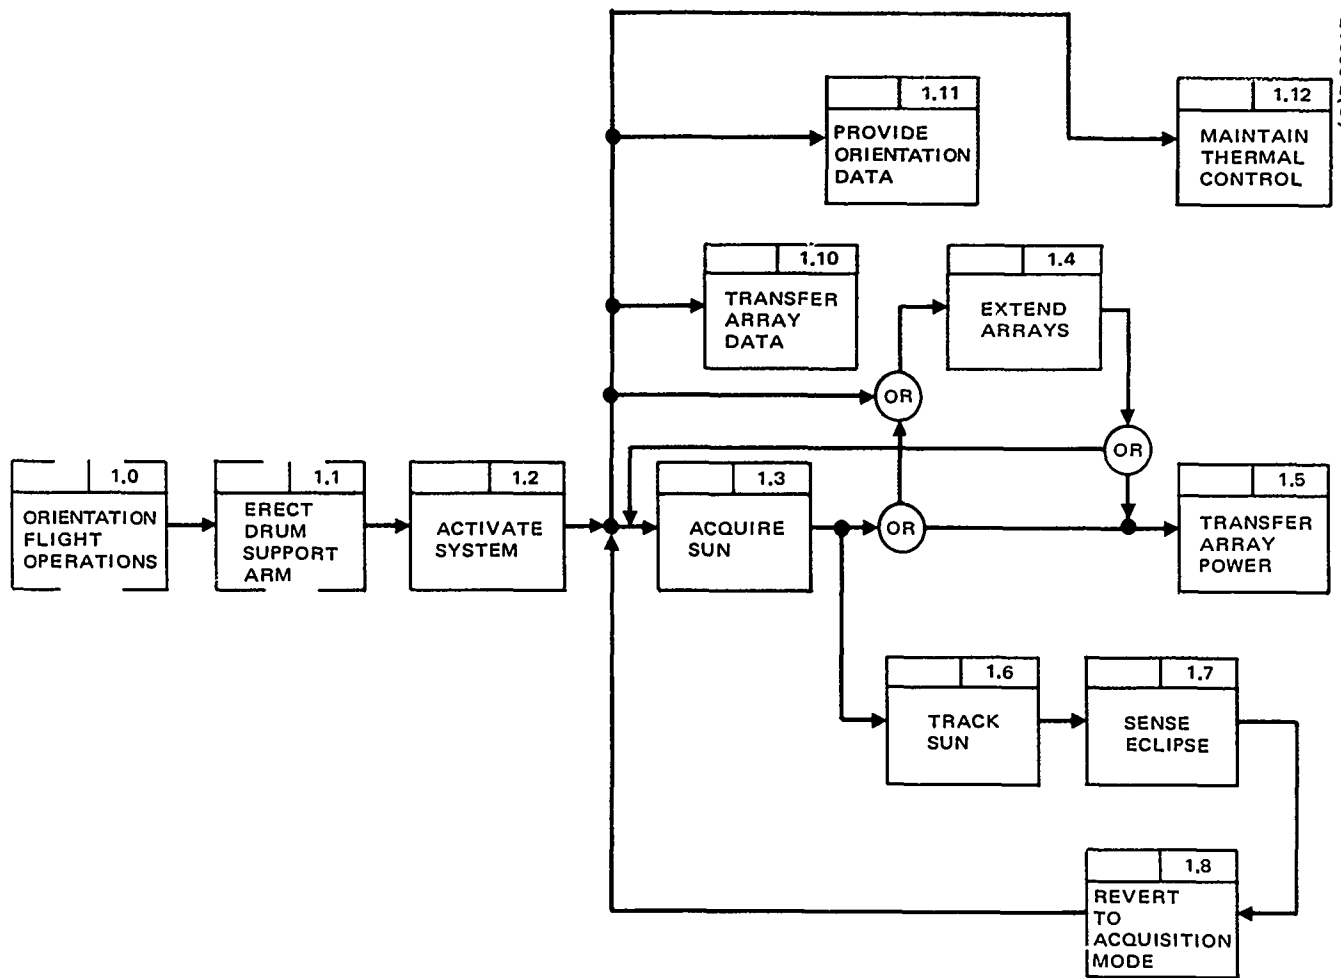 1.11
PROVIDE
ORIENTATION
DATA
1.12
MAINTAIN
THERMAL
CONTROL
1.10
TRANSFER
ARRAY
DATA
1.4
EXTEND
ARRAYS
OR
OR
1.0
ORIENTATION
FLIGHT
OPERATIONS
1.1
ERECT
DRUM
SUPPORT
ARM
1.2
ACTIVATE
SYSTEM
1.3
ACQUIRE
SUN
OR
1.5
TRANSFER
ARRAY
POWER
1.6
TRACK
SUN
1.7
SENSE
ECLIPSE
1.8
REVERT
TO
ACQUISITION
MODE